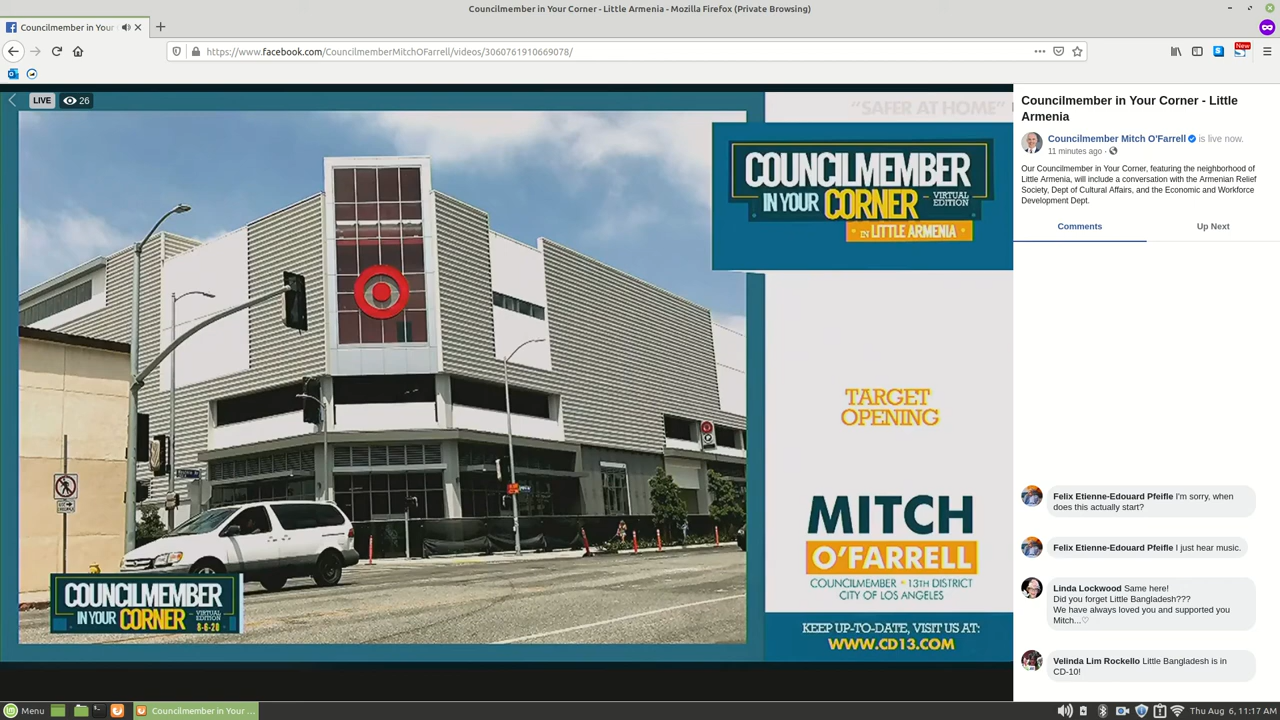 Councilmember in Your Corner - Little Armenia - Mozilla Firefox (Private Browsing)
Councilmember in Your
https://www.facebook.com/CouncilmemberMitchOFarrell/videos/3060761910669078/
New
LIVE
26
"SAFER AT HOME"
COUNCILMEMBER
IN YOUR CORNER
VIRTUAL
EDITION
IN LITTLE ARMENIA
TARGET
OPENING
MITCH
O'FARRELL
COUNCILMEMBER • 13TH DISTRICT
CITY OF LOS ANGELES
KEEP UP-TO-DATE, VISIT US AT:
WWW.CD13.COM
COUNCILMEMBER
IN YOUR CORNER
VIRTUAL
EDITION
8-6-20
Councilmember in Your Corner - Little
Armenia
Councilmember Mitch O'Farrell is live now.
11 minutes ago ·
Our Councilmember in Your Corner, featuring the neighborhood of
Little Armenia, will include a conversation with the Armenian Relief
Society, Dept of Cultural Affairs, and the Economic and Workforce
Development Dept.
Comments
Up Next
Felix Etienne-Edouard Pfeifle I'm sorry, when
does this actually start?
Felix Etienne-Edouard Pfeifle I just hear music.
Linda Lockwood Same here!
Did you forget Little Bangladesh???
We have always loved you and supported you
Mitch...♡
Velinda Lim Rockello Little Bangladesh is in
CD-10!
Menu
Councilmember in Your ...
Thu Aug 6, 11:17 AM